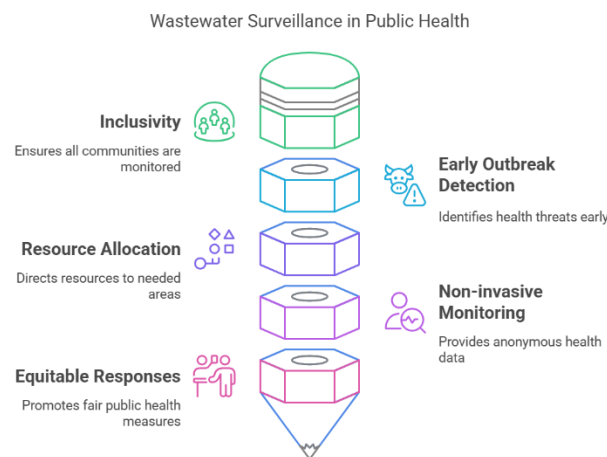 Wastewater Surveillance in Public Health
Inclusivity
Ensures all communities are
monitored
Early Outbreak
Detection
Identifies health threats early
Resource Allocation
Directs resources to needed
areas
Non-invasive
Monitoring
Provides anonymous health
data
Equitable Responses
Promotes fair public health
measures